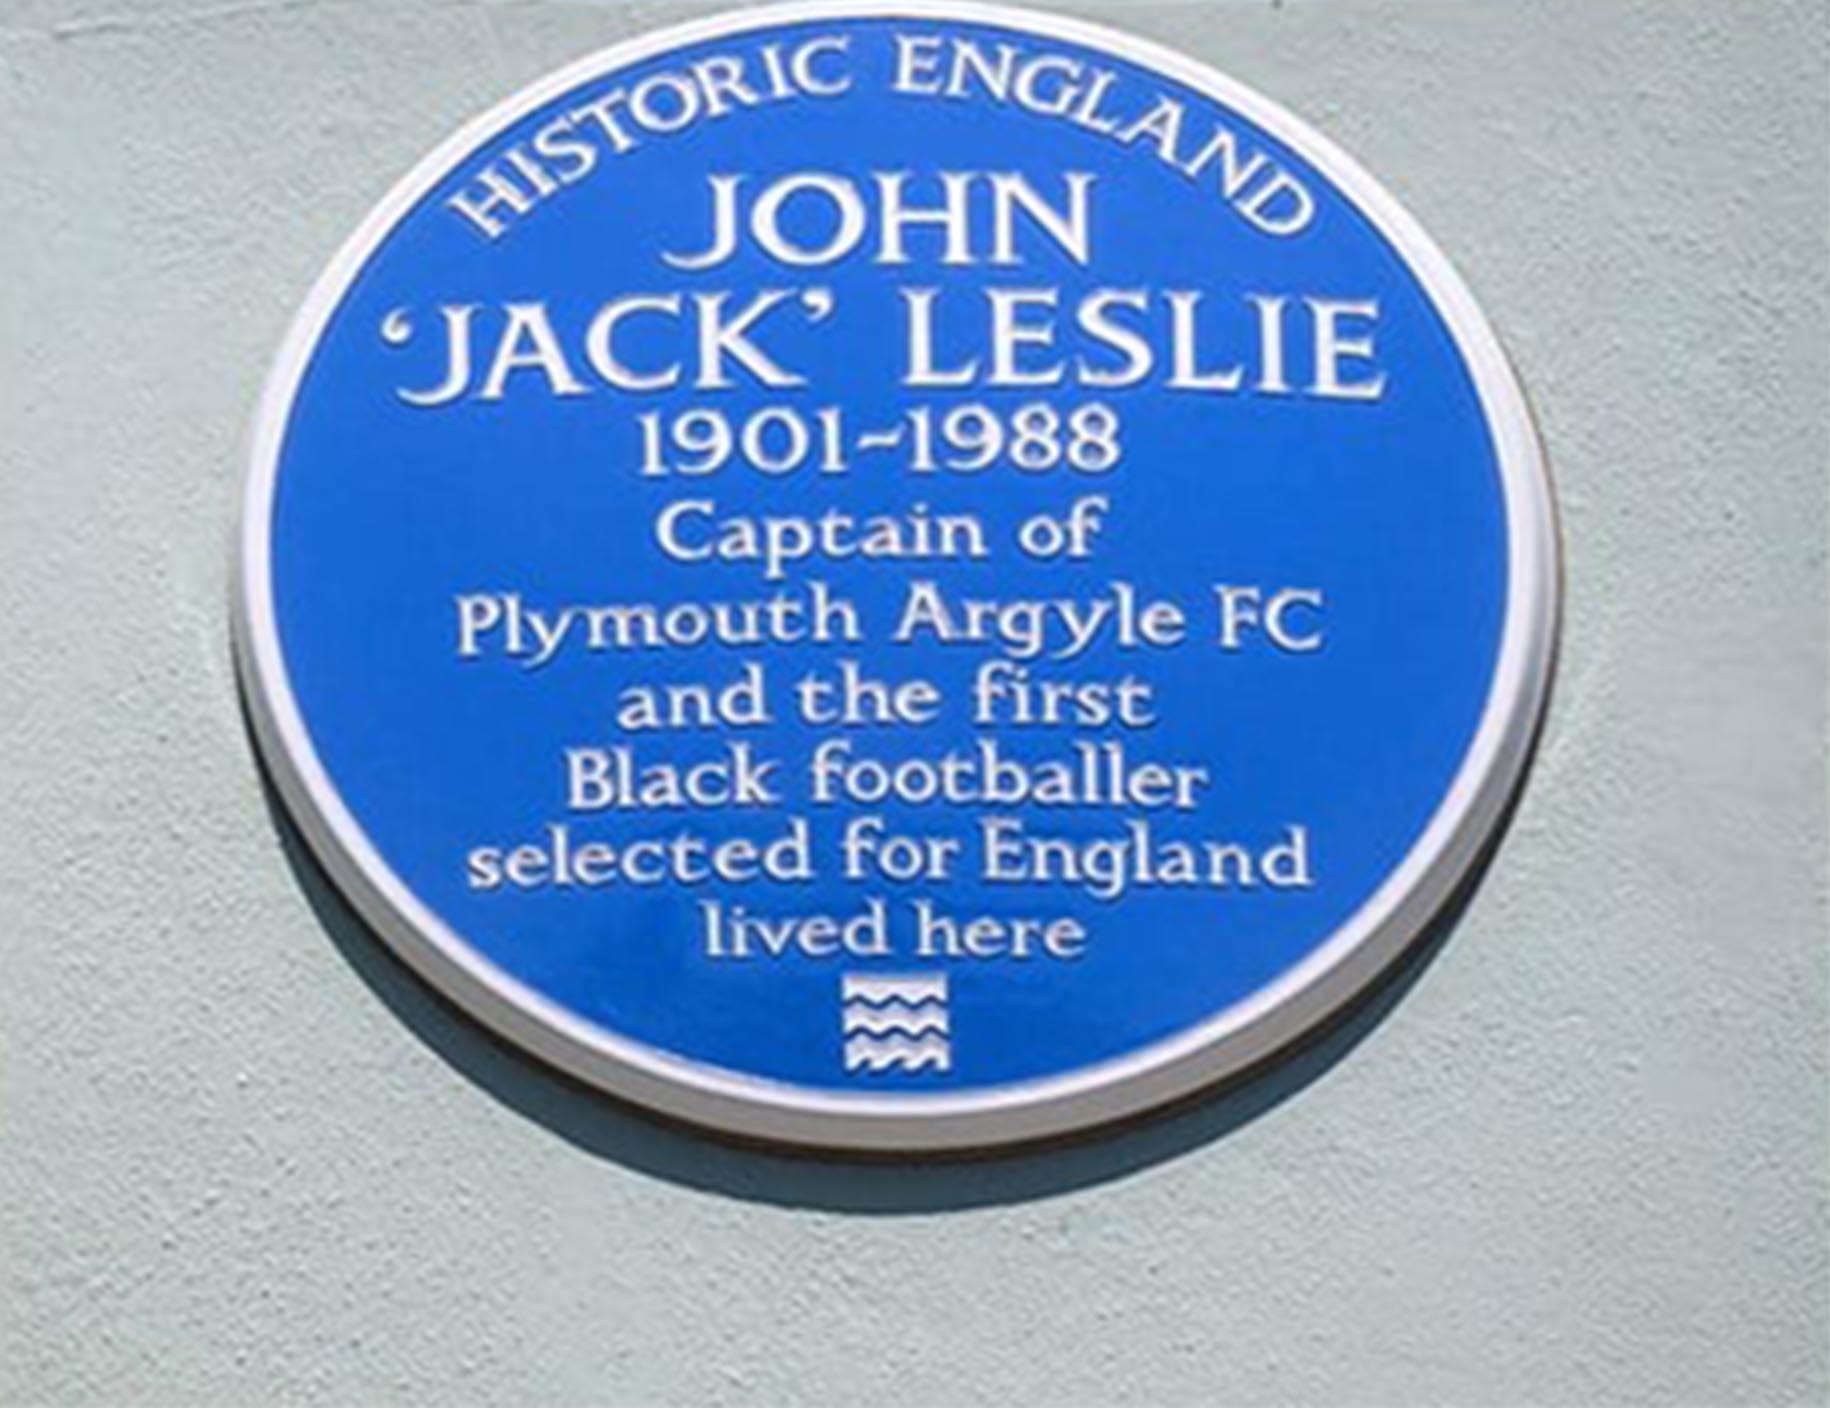 HISTORIC ENGLAND
JOHN
‘JACK’ LESLIE
1901~1988
Captain of
Plymouth Argyle FC
and the first
Black footballer
selected for England
lived here